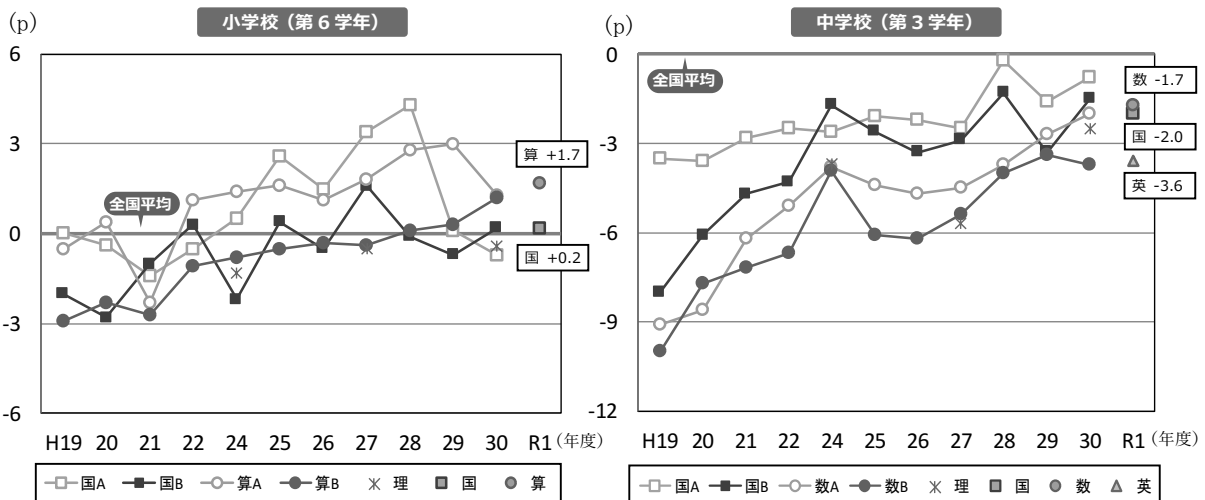 (p)
小学校（第６学年）
6
3
0
-3
-6
全国平均
算 +1.7
国 +0.2
H19 20 21 22 24 25 26 27 28 29 30 R1 （年度）
国A 国B 算A 算B 理 国 算
(p)
中学校（第３学年）
0
-3
-6
-9
-12
全国平均
数 -1.7
国 -2.0
英 -3.6
H19 20 21 22 24 25 26 27 28 29 30 R1 （年度）
国A 国B 数A 数B 理 国 数 英